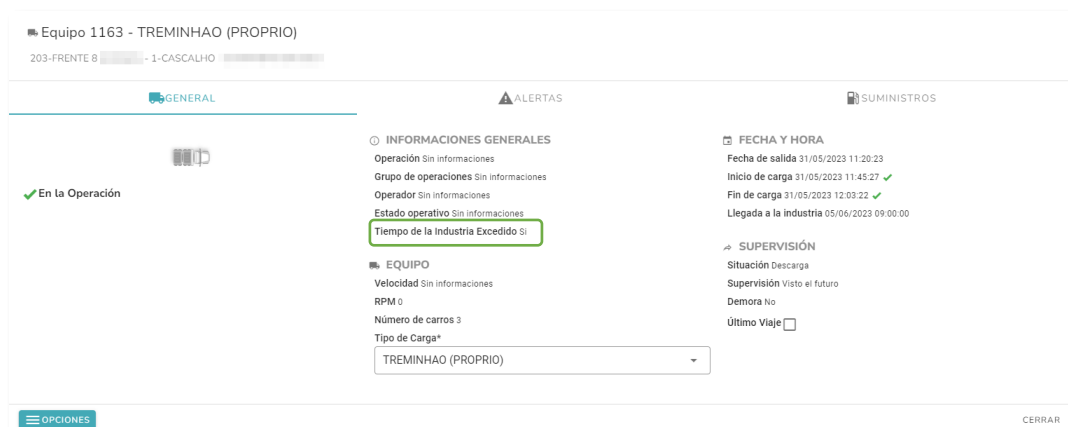 Equipo 1163 - TREMINHAO (PROPRIO)
203-FRENTE 8 - 1-CASCALHO
GENERAL
ALERTAS
SUMINISTROS
En la Operación
INFORMACIONES GENERALES
Operación Sin informaciones
Grupo de operaciones Sin informaciones
Operador Sin informaciones
Estado operativo Sin informaciones
Tiempo de la Industria Excedido Si
EQUIPO
Velocidad Sin informaciones
RPM 0
Número de carros 3
Tipo de Carga*
TREMINHAO (PROPRIO)
FECHA Y HORA
Fecha de salida 31/05/2023 11:20:23
Inicio de carga 31/05/2023 11:45:27
Fin de carga 31/05/2023 12:03:22
Llegada a la industria 05/06/2023 09:00:00
SUPERVISIÓN
Situación Descarga
Supervisión Visto el futuro
Demora No
Último Viaje
OPCIONES
CERRAR